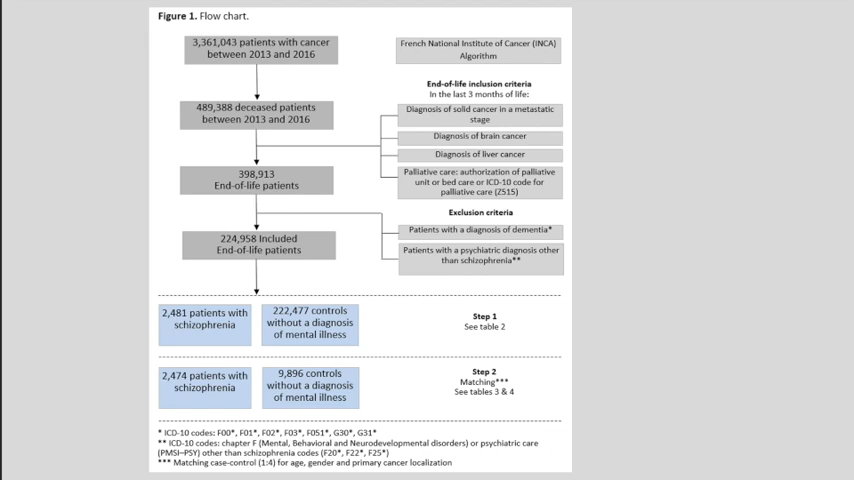 Figure 1. Flow chart.
3,361,043 patients with cancer
between 2013 and 2016
French National Institute of Cancer (INCA)
Algorithm
End-of-life inclusion criteria
In the last 3 months of life:
489,388 deceased patients
between 2013 and 2016
Diagnosis of solid cancer in a metastatic
stage
Diagnosis of brain cancer
Diagnosis of liver cancer
398,913
End-of-life patients
Palliative care: authorization of palliative
unit or bed care or ICD-10 code for
palliative care (Z515)
Exclusion criteria
Patients with a diagnosis of dementia*
224,958 Included
End-of-life patients
Patients with a psychiatric diagnosis other
than schizophrenia**
2,481 patients with
schizophrenia
222,477 controls
without a diagnosis
of mental illness
Step 1
See table 2
2,474 patients with
schizophrenia
9,896 controls
without a diagnosis
of mental illness
Step 2
Matching***
See tables 3 & 4
* ICD-10 codes: F00*, F01*, F02*, F03*, F051*, G30*, G31*
** ICD-10 codes: chapter F (Mental, Behavioral and Neurodevelopmental disorders) or psychiatric care
(PMSI–PSY) other than schizophrenia codes (F20*, F22*, F25*)
*** Matching case-control (1:4) for age, gender and primary cancer localization